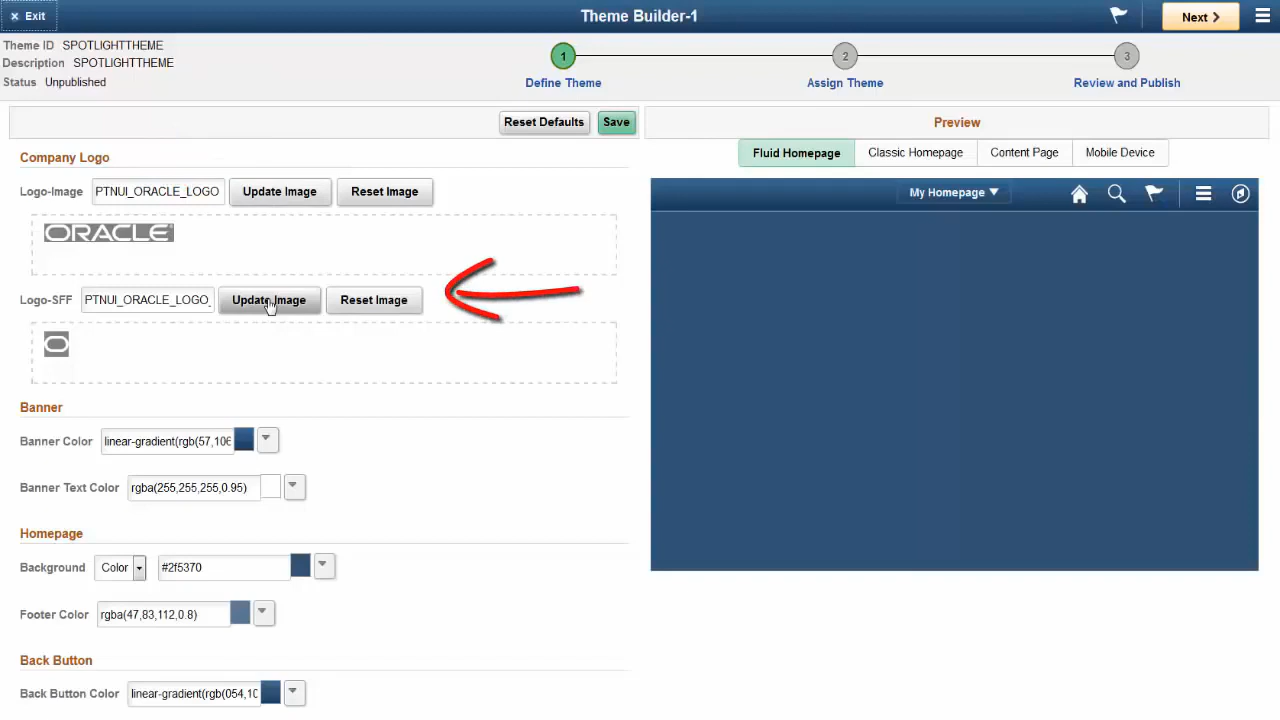 × Exit
Theme Builder-1
Next
Theme ID SPOTLIGHTTHEME
Description SPOTLIGHTTHEME
Status Unpublished
1
Define Theme
2
Assign Theme
3
Review and Publish
Reset Defaults
Save
Preview
Fluid Homepage
Classic Homepage
Content Page
Mobile Device
My Homepage
Company Logo
Logo-Image PTNUI_ORACLE_LOGO Update Image Reset Image
ORACLE
Logo-SFF PTNUI_ORACLE_LOGO_ Update Image Reset Image
Banner
Banner Color linear-gradient(rgb(57,106
Banner Text Color rgba(255,255,255,0.95)
Homepage
Background Color #2f5370
Footer Color rgba(47,83,112,0.8)
Back Button
Back Button Color linear-gradient(rgb(054,10